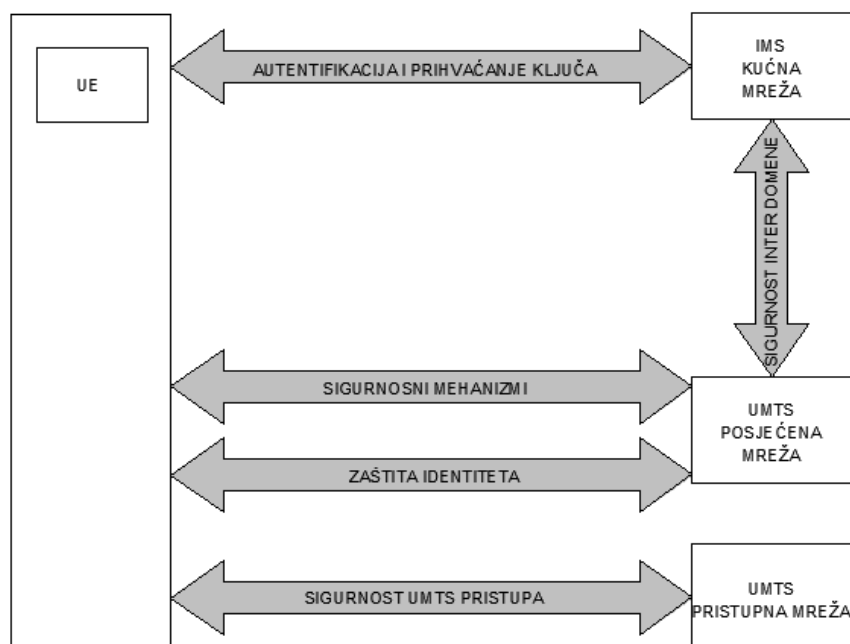 UE
AUTENTIFIKACIJA I PRIHVAĆANJE KLJUČA
IMS
KUĆNA
MREŽA
SIGURNOST INTER DOMENE
SIGURNOSNI MEHANIZMI
UMTS
POSJEĆENA
MREŽA
ZAŠTITA IDENTITETA
SIGURNOST UMTS PRISTUPA
UMTS
PRISTUPNA MREŽA